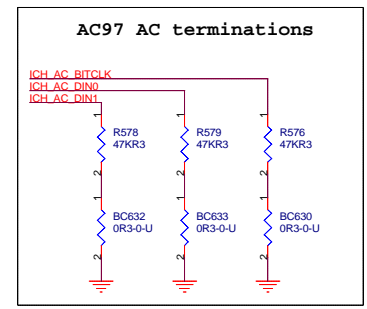 AC97 AC terminations
ICH_AC_BITCLK
ICH_AC_DIN0
ICH_AC_DIN1
1 1 1
R578 R579 R576
47KR3 47KR3 47KR3
2 2 2
1 1 1
BC632 BC633 BC630
0R3-0-U 0R3-0-U 0R3-0-U
2 2 2